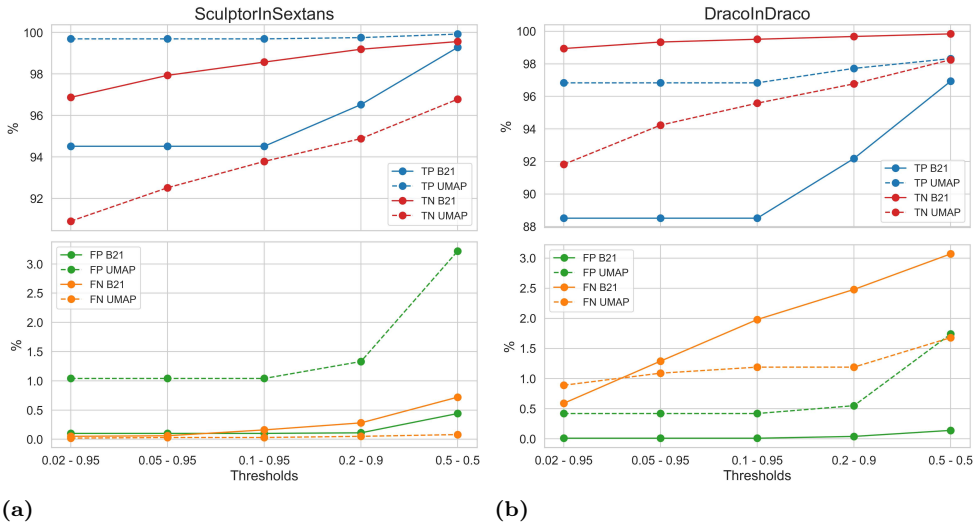 SculptorInSextans
100
98
96
94
92
%
TP B21
TP UMAP
TN B21
TN UMAP
3.0
2.5
2.0
1.5
1.0
0.5
0.0
%
FP B21
FP UMAP
FN B21
FN UMAP
0.02 - 0.95
0.05 - 0.95
0.1 - 0.95
0.2 - 0.9
0.5 - 0.5
Thresholds
(a)
DracoInDraco
100
98
96
94
92
90
88
%
TP B21
TP UMAP
TN B21
TN UMAP
3.0
2.5
2.0
1.5
1.0
0.5
0.0
%
FP B21
FP UMAP
FN B21
FN UMAP
0.02 - 0.95
0.05 - 0.95
0.1 - 0.95
0.2 - 0.9
0.5 - 0.5
Thresholds
(b)